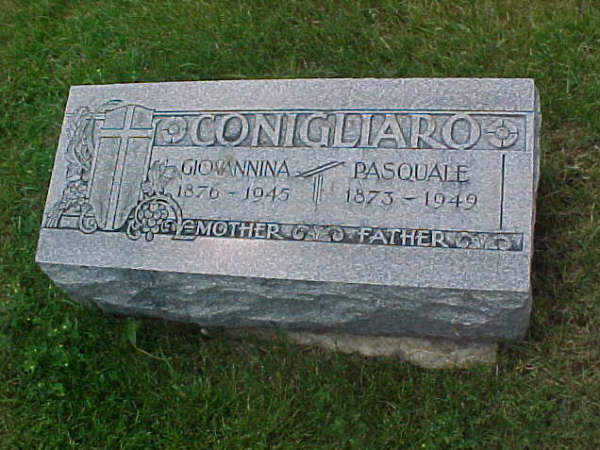 CONIGLIARO
GIOVANNINA PASQUALE
1876 - 1945 1873 - 1949
MOTHER FATHER